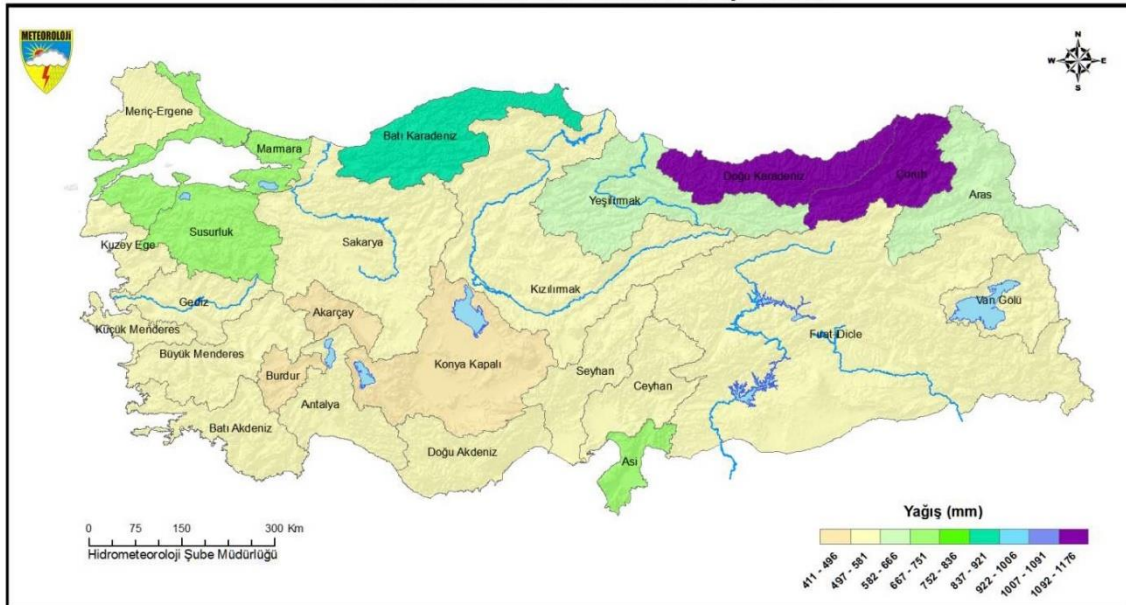 METEOROLOJİ
N
W E
S
Meriç-Ergene
Marmara
Batı Karadeniz
Doğu Karadeniz
Çoruh
Aras
Yeşilırmak
Susurluk
Kuzey Ege
Sakarya
Kızılırmak
Van Gölü
Gediz
Akarçay
Küçük Menderes
Fırat-Dicle
Büyük Menderes
Konya Kapalı
Burdur
Seyhan
Ceyhan
Antalya
Batı Akdeniz
Doğu Akdeniz
Asi
Yağış (mm)
0 75 150 300 Km
Hidrometeoroloji Şube Müdürlüğü
411 - 496
497 - 581
582 - 666
667 - 751
752 - 836
837 - 921
922 - 1006
1007 - 1091
1092 - 1176